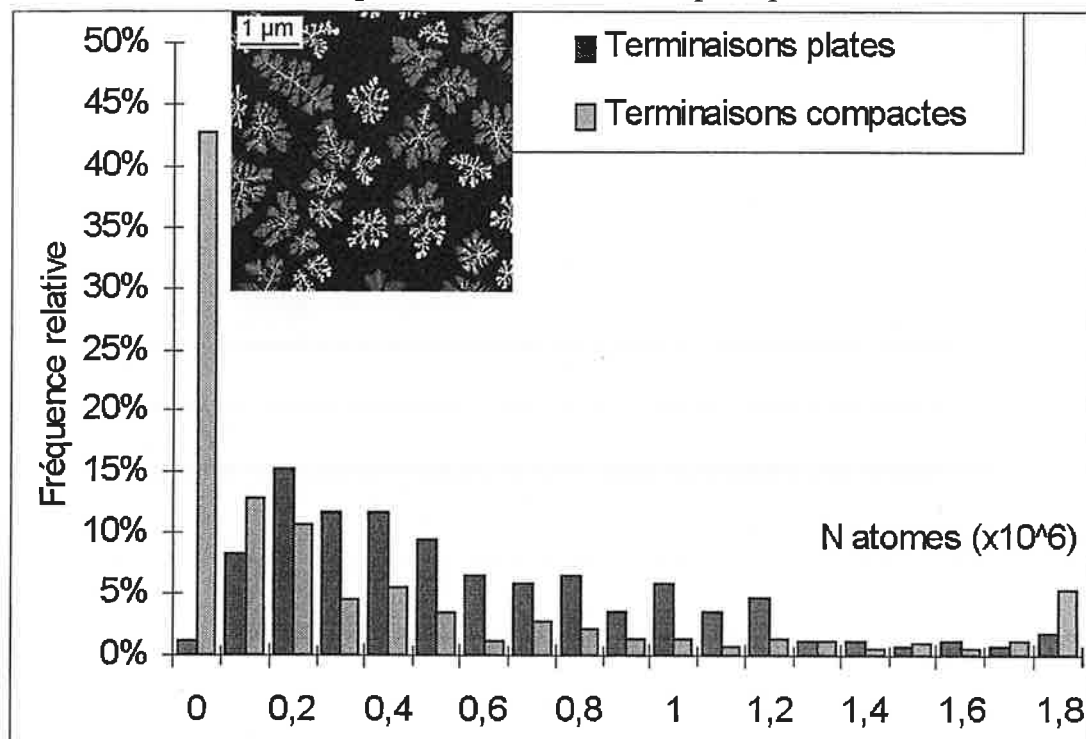 50%
45%
40%
35%
30%
25%
20%
15%
10%
5%
0%
Fréquence relative
1 µm
Terminaisons plates
Terminaisons compactes
N atomes (x10^6)
0 0,2 0,4 0,6 0,8 1 1,2 1,4 1,6 1,8